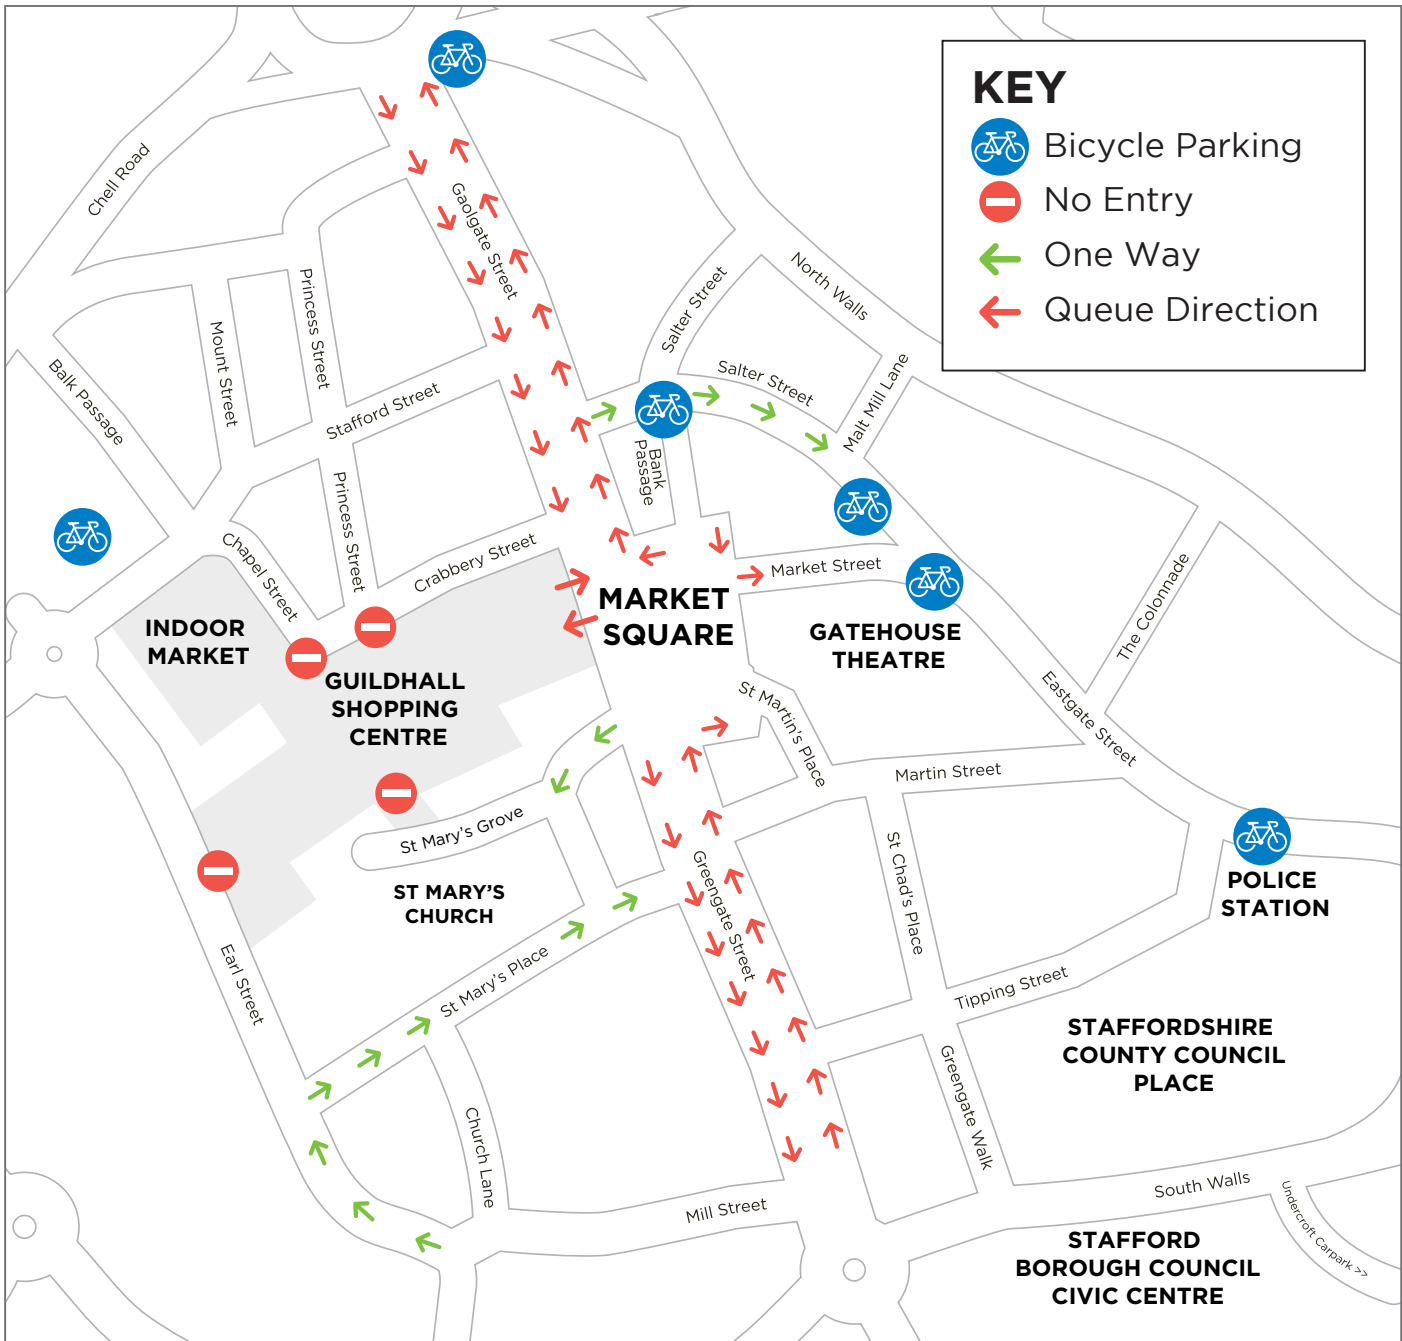 KEY
Bicycle Parking
No Entry
One Way
Queue Direction
Chell Road
Gaolgate Street
Princess Street
Mount Street
Balk Passage
Stafford Street
Salter Street
North Walls
Salter Street
Malt Mill Lane
Bank
Passage
Princess Street
Chapel Street
Crabbery Street
Market Street
MARKET
SQUARE
INDOOR
MARKET
GUILDHALL
SHOPPING
CENTRE
GATEHOUSE
THEATRE
The Colonnade
Eastgate Street
St Martin's Place
Martin Street
St Mary's Grove
ST MARY'S
CHURCH
Greengate Street
St Chad's Place
POLICE
STATION
Earl Street
St Mary's Place
Tipping Street
STAFFORDSHIRE
COUNTY COUNCIL
PLACE
Greengate Walk
Church Lane
Mill Street
South Walls
Undercroft Carpark >>
STAFFORD
BOROUGH COUNCIL
CIVIC CENTRE